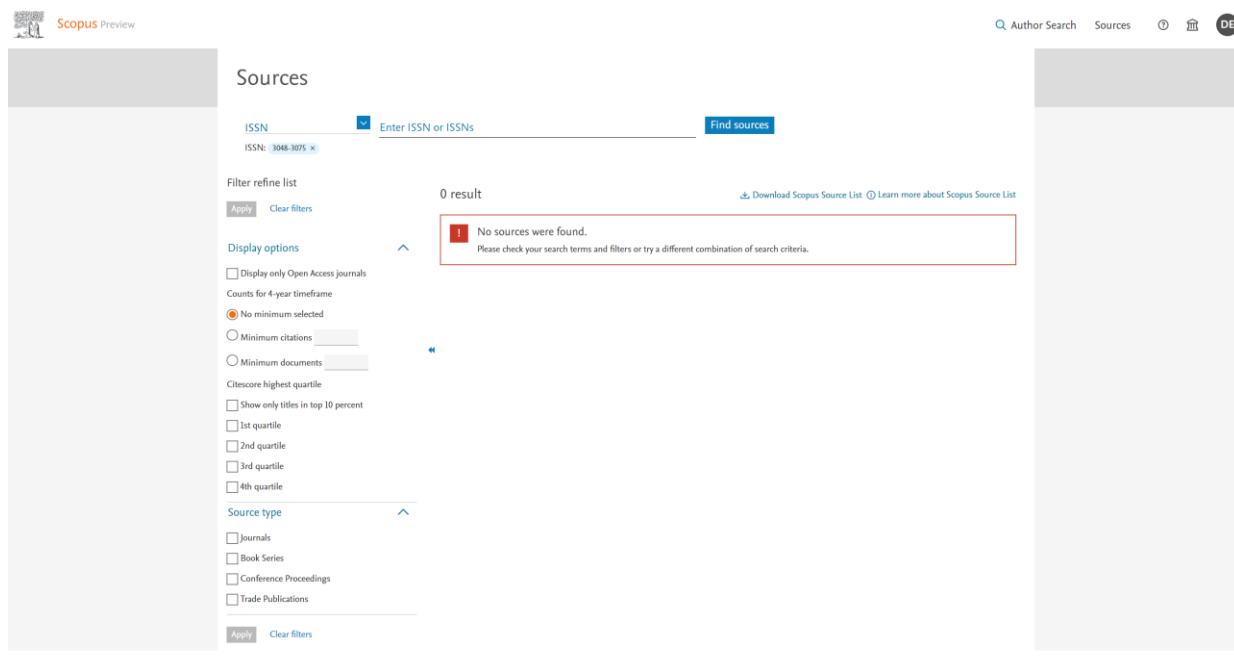 Scopus Preview
Author Search Sources DE
Sources
ISSN Enter ISSN or ISSNs Find sources
ISSN: 3048-3075 ×
Filter refine list
0 result Download Scopus Source List Learn more about Scopus Source List
Apply Clear filters
! No sources were found.
Please check your search terms and filters or try a different combination of search criteria.
Display options
Display only Open Access journals
Counts for 4-year timeframe
No minimum selected
Minimum citations
Minimum documents
Citescore highest quartile
Show only titles in top 10 percent
1st quartile
2nd quartile
3rd quartile
4th quartile
Source type
Journals
Book Series
Conference Proceedings
Trade Publications
Apply Clear filters